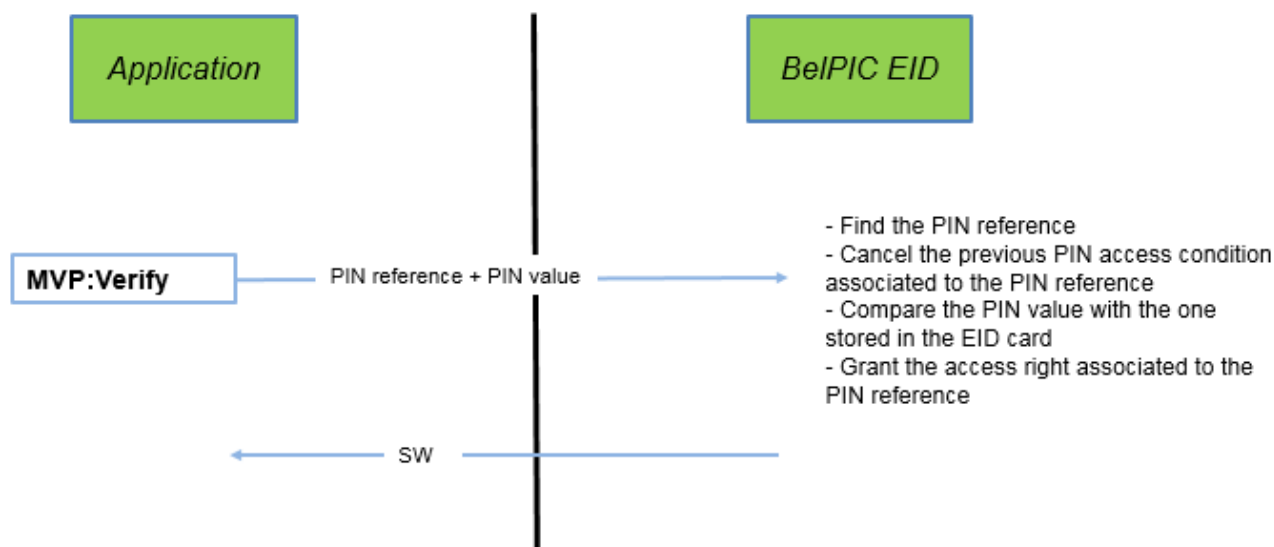 Application
BelPIC EID
MVP:Verify
PIN reference + PIN value
- Find the PIN reference
- Cancel the previous PIN access condition
associated to the PIN reference
- Compare the PIN value with the one
stored in the EID card
- Grant the access right associated to the
PIN reference
SW